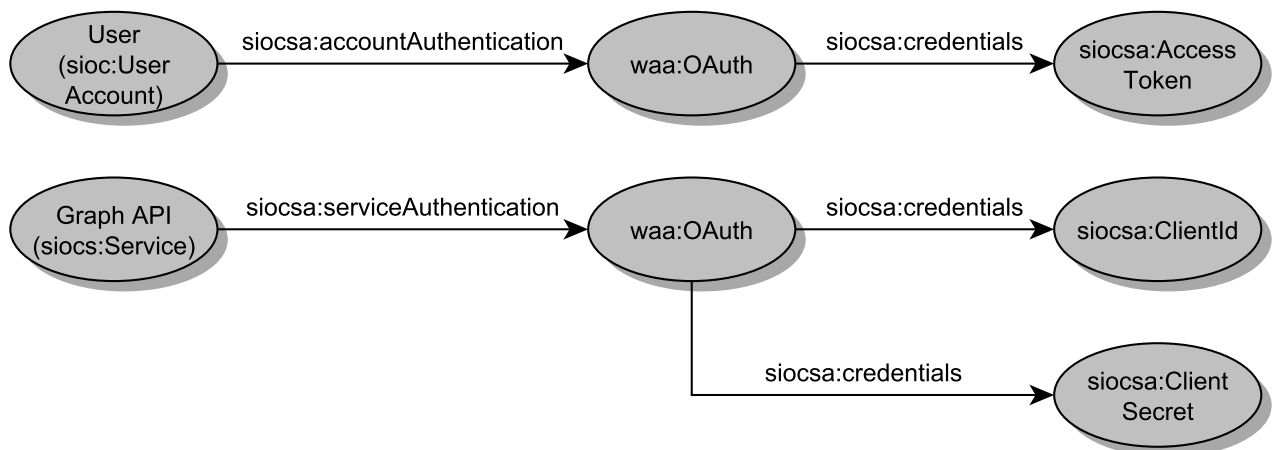 User
(sioc:User
Account)
siocsa:accountAuthentication
waa:OAuth
siocsa:credentials
siocsa:Access
Token
Graph API
(siocs:Service)
siocsa:serviceAuthentication
waa:OAuth
siocsa:credentials
siocsa:ClientId
siocsa:credentials
siocsa:Client
Secret